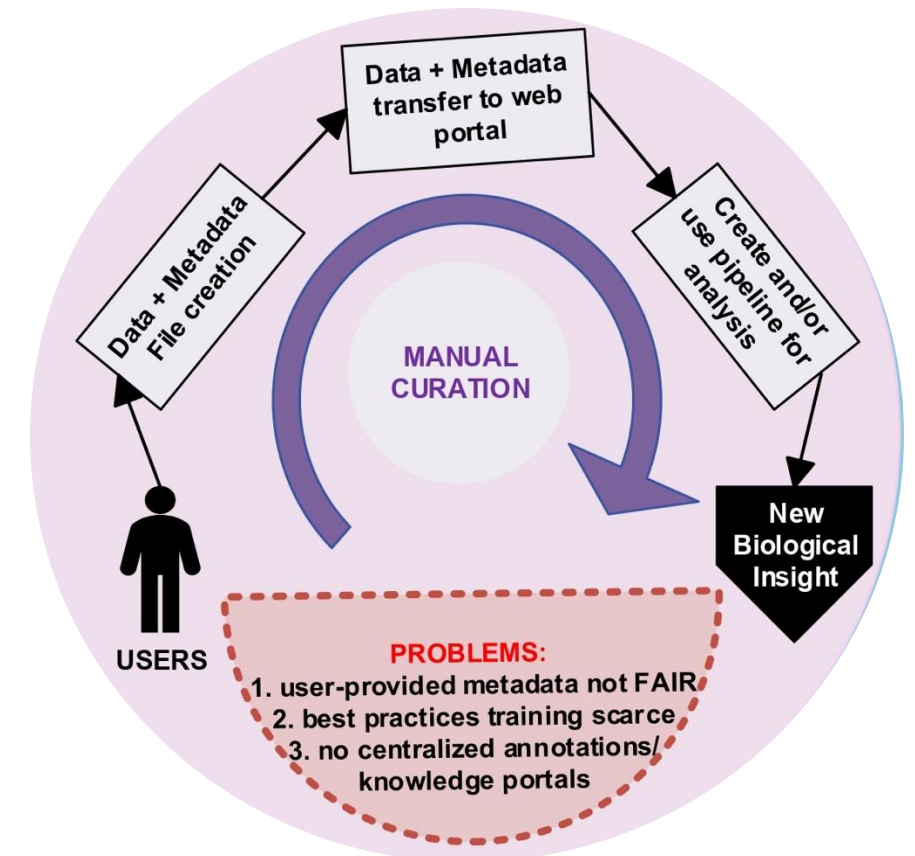 Data + Metadata
transfer to web
portal
Data + Metadata
File creation
Create and/or
use pipeline for
analysis
MANUAL
CURATION
New
Biological
Insight
USERS
PROBLEMS:
1. user-provided metadata not FAIR
2. best practices training scarce
3. no centralized annotations/
knowledge portals